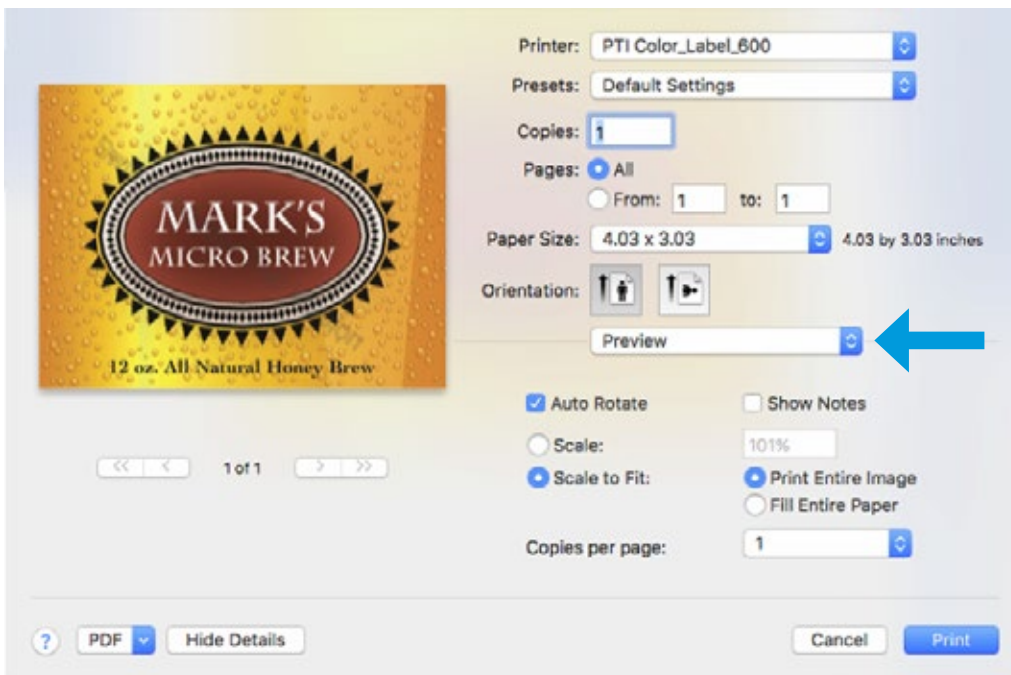 Printer: PTI Color_Label_600
Presets: Default Settings
Copies: 1
Pages: All
From: 1 to: 1
Paper Size: 4.03 x 3.03 4.03 by 3.03 inches
Orientation:
Preview
MARK'S
MICRO BREW
12 oz. All Natural Honey Brew
<< < 1 of 1 > >>
Auto Rotate Show Notes
Scale: 101%
Scale to Fit: Print Entire Image
Fill Entire Paper
Copies per page: 1
? PDF Hide Details Cancel Print